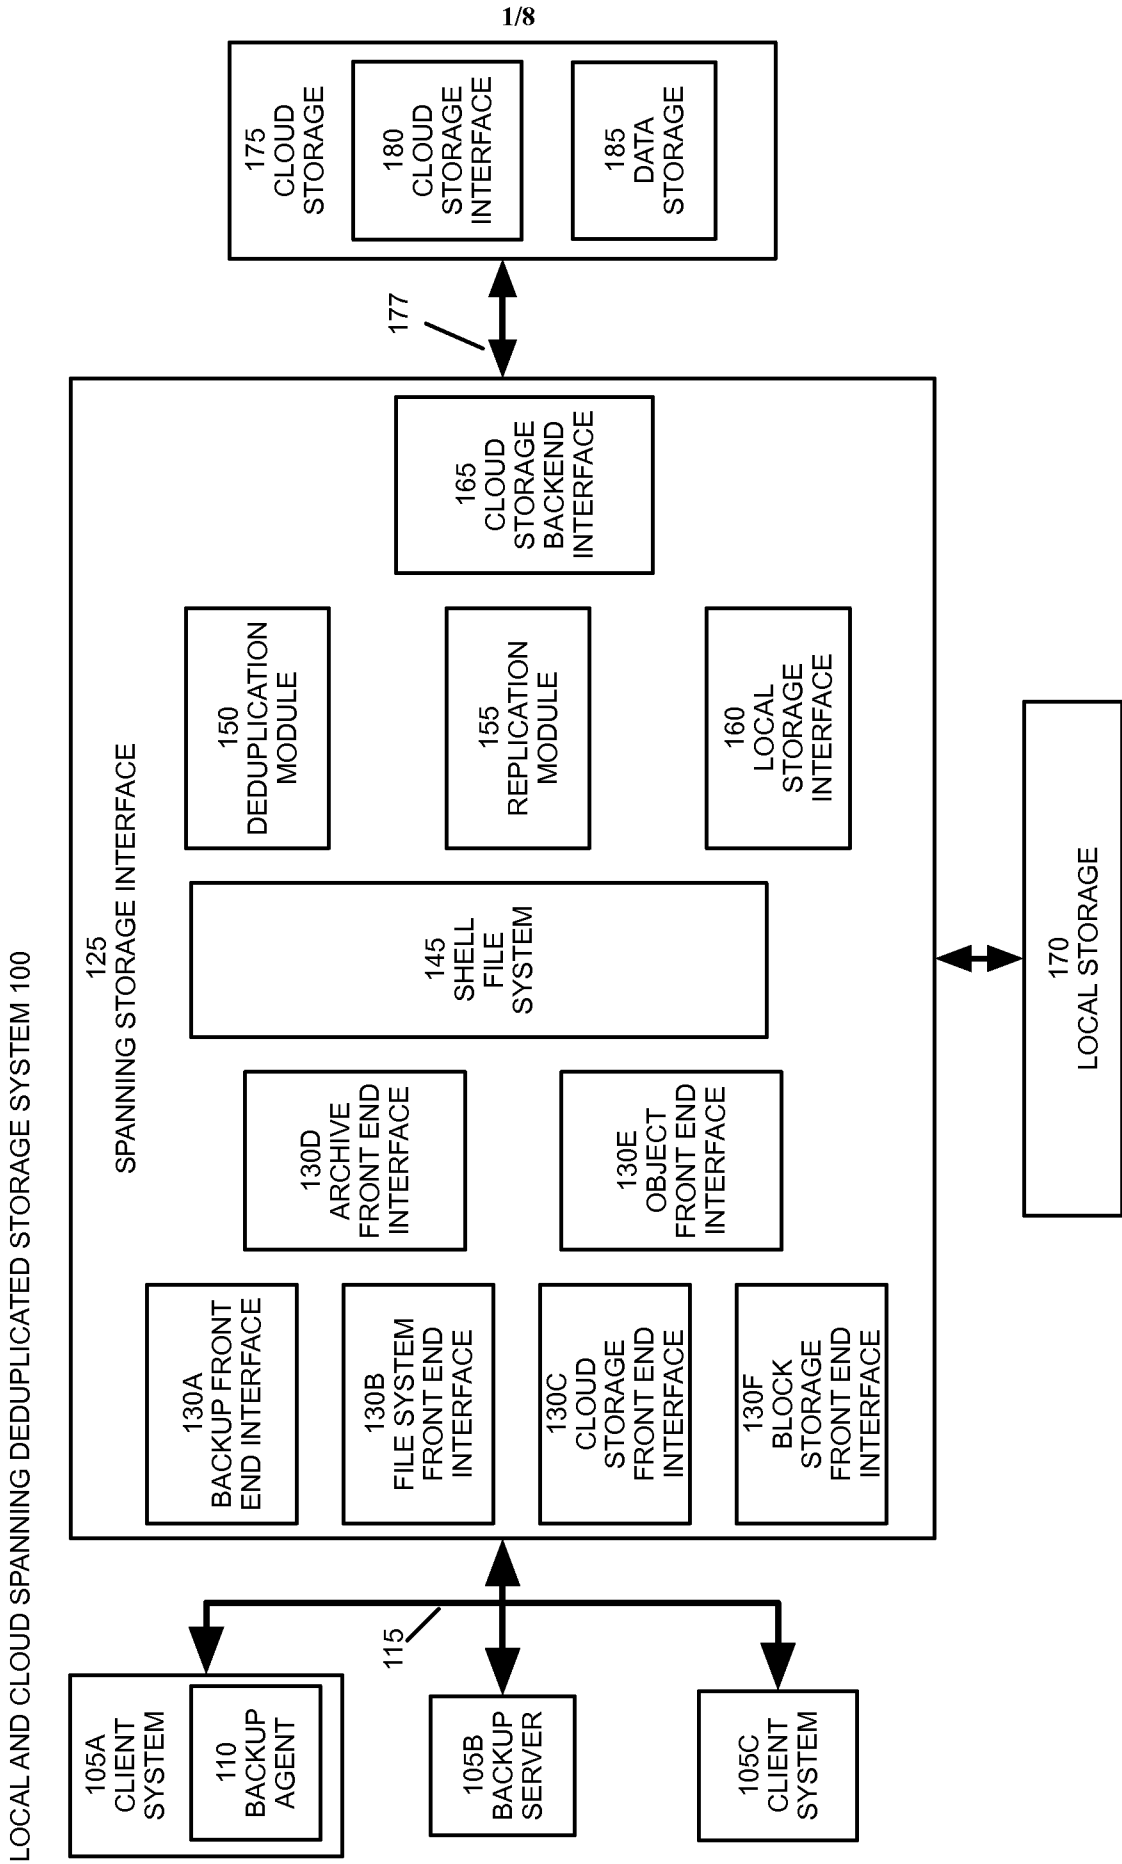 1/8
LOCAL AND CLOUD SPANNING DEDUPLICATED STORAGE SYSTEM 100
105A
CLIENT
SYSTEM
110
BACKUP
AGENT
105B
BACKUP
SERVER
105C
CLIENT
SYSTEM
115
125
SPANNING STORAGE INTERFACE
130A
BACKUP FRONT
END INTERFACE
130B
FILE SYSTEM
FRONT END
INTERFACE
130C
CLOUD
STORAGE
FRONT END
INTERFACE
130F
BLOCK
STORAGE
FRONT END
INTERFACE
130D
ARCHIVE
FRONT END
INTERFACE
130E
OBJECT
FRONT END
INTERFACE
145
SHELL
FILE
SYSTEM
150
DEDUPLICATION
MODULE
155
REPLICATION
MODULE
160
LOCAL
STORAGE
INTERFACE
165
CLOUD
STORAGE
BACKEND
INTERFACE
170
LOCAL STORAGE
177
175
CLOUD
STORAGE
180
CLOUD
STORAGE
INTERFACE
185
DATA
STORAGE